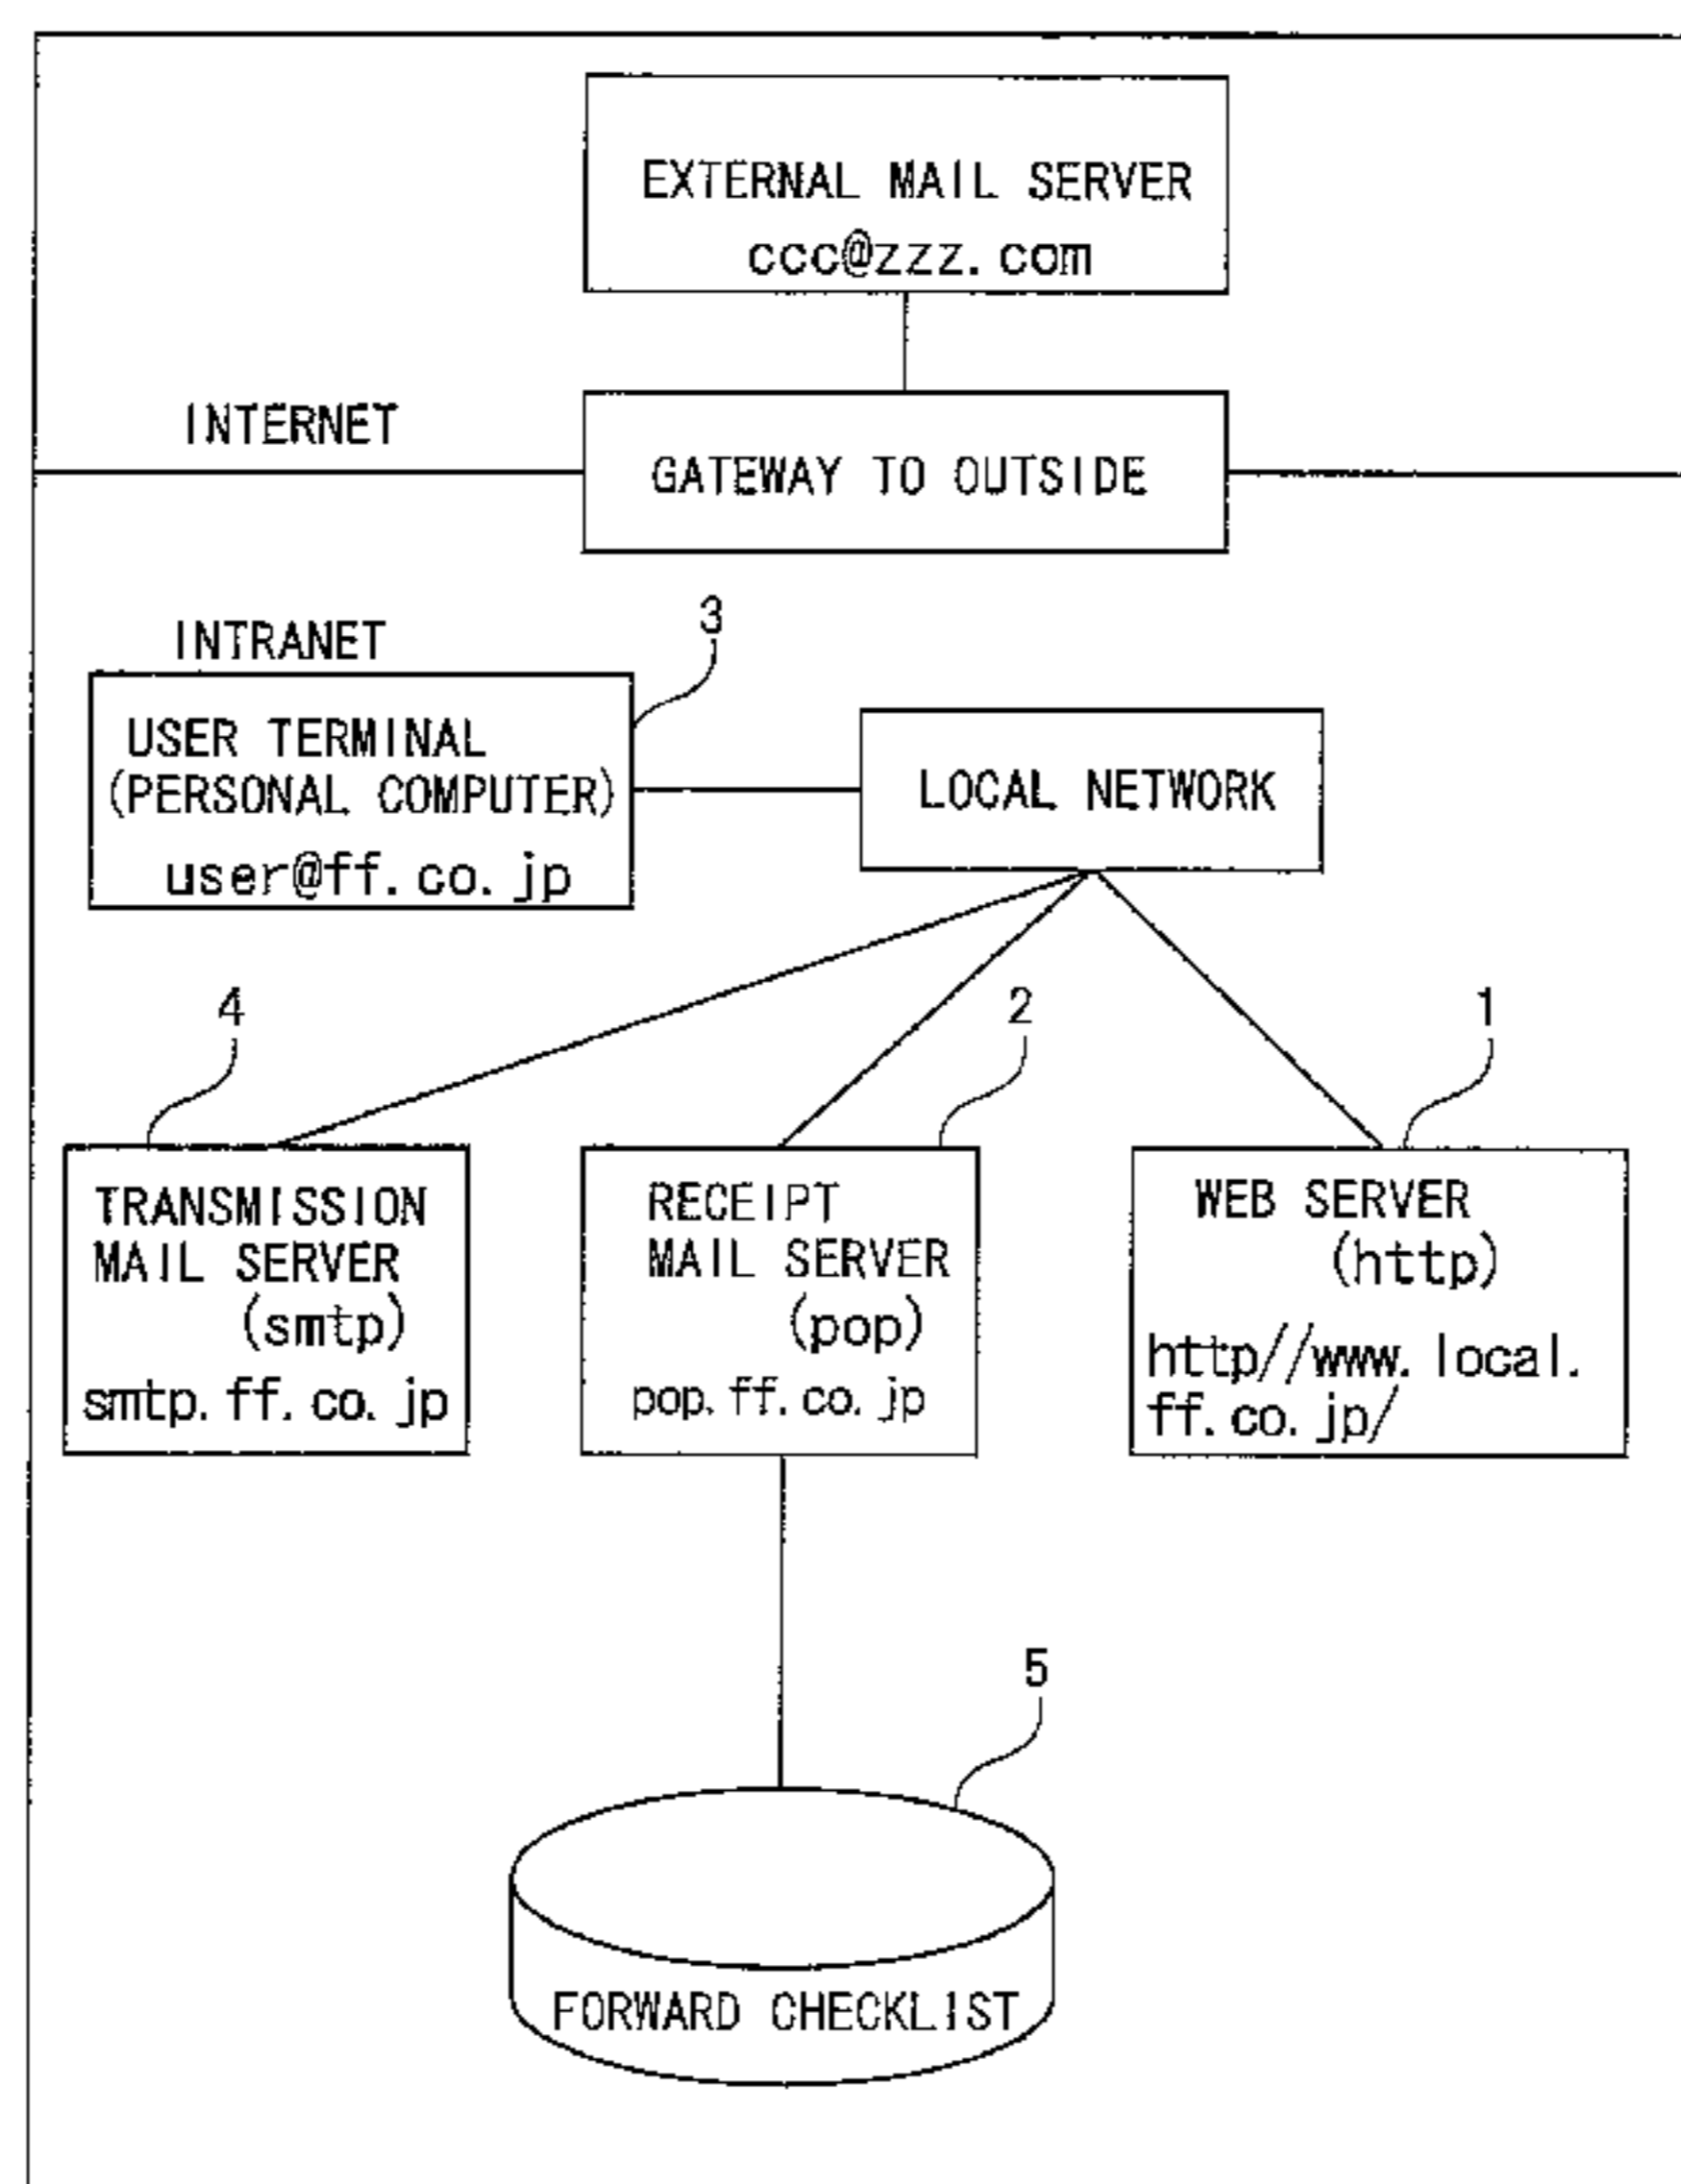 EXTERNAL MAIL SERVER
ccc@zzz.com
INTERNET
GATEWAY TO OUTSIDE
INTRANET
3
USER TERMINAL
(PERSONAL COMPUTER)
user@ff.co.jp
LOCAL NETWORK
4
2
1
TRANSMISSION
MAIL SERVER
(smtp)
smtp.ff.co.jp
RECEIPT
MAIL SERVER
(pop)
pop.ff.co.jp
WEB SERVER
(http)
http//www.local.
ff.co.jp/
5
FORWARD CHECKLIST